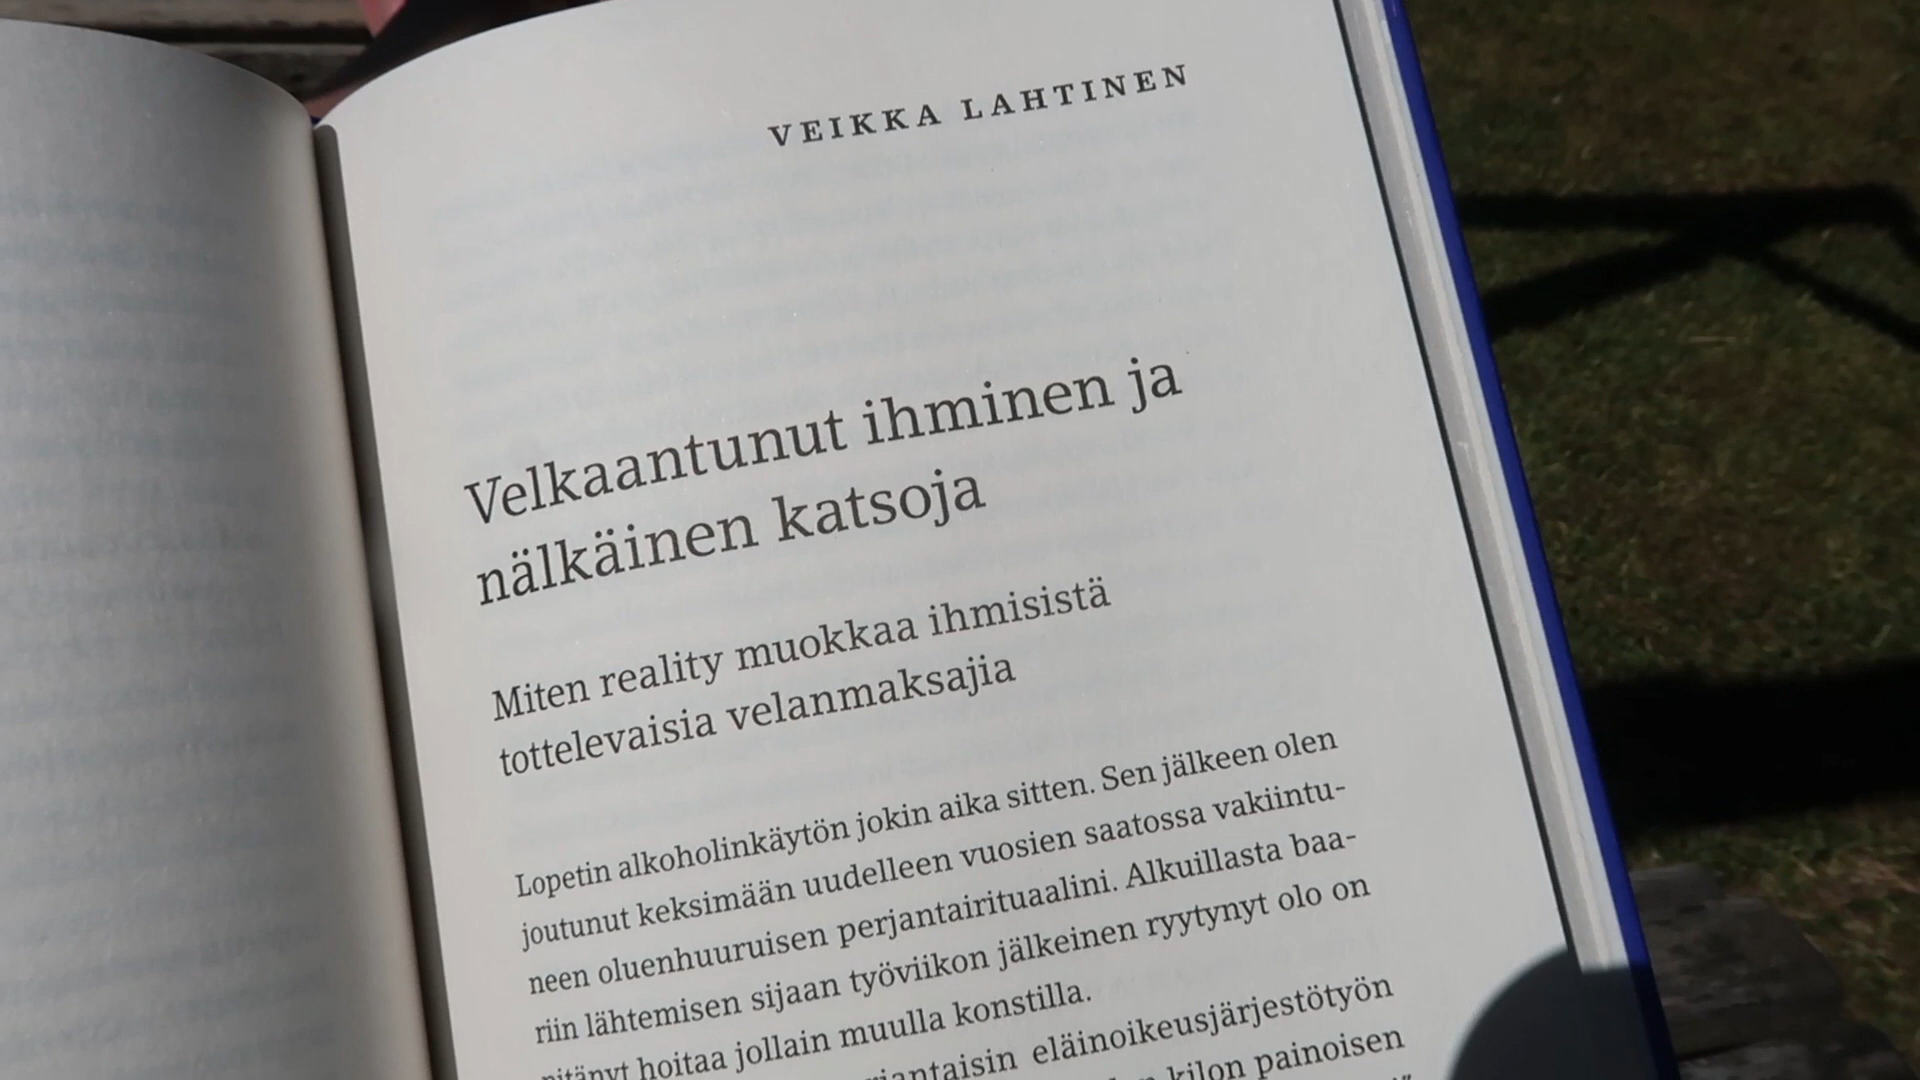 VEIKKA LAHTINEN
Velkaantunut ihminen ja
nälkäinen katsoja
Miten reality muokkaa ihmisistä
tottelevaisia velanmaksajia
Lopetin alkoholinkäytön jokin aika sitten. Sen jälkeen olen
joutunut keksimään uudelleen vuosien saatossa vakiintu-
neen oluenhuuruisen perjantairituaalini. Alkuillasta baa-
riin lähtemisen sijaan työviikon jälkeinen ryytynyt olo on
pitänyt hoitaa jollain muulla konstilla.
eläinoikeusjärjestötyön
kilon painoisen